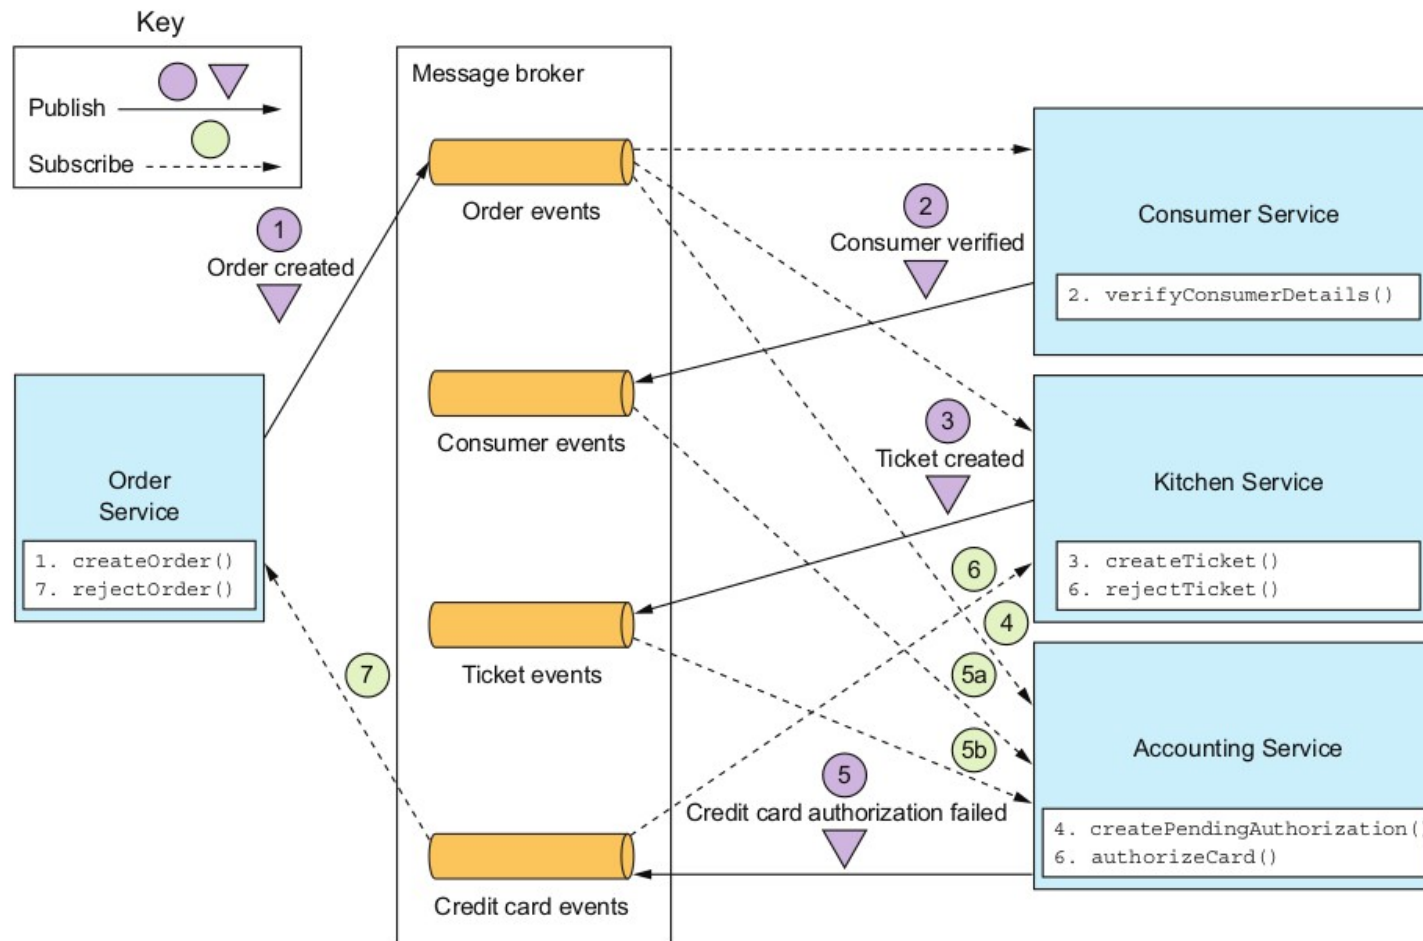 Key
Publish
Subscribe
Message broker
Order events
Consumer events
Ticket events
Credit card events
1
Order created
2
Consumer verified
3
Ticket created
6
4
5a
5b
7
5
Credit card authorization failed
Order
Service
1. createOrder()
7. rejectOrder()
Consumer Service
2. verifyConsumerDetails()
Kitchen Service
3. createTicket()
6. rejectTicket()
Accounting Service
4. createPendingAuthorization(
6. authorizeCard()